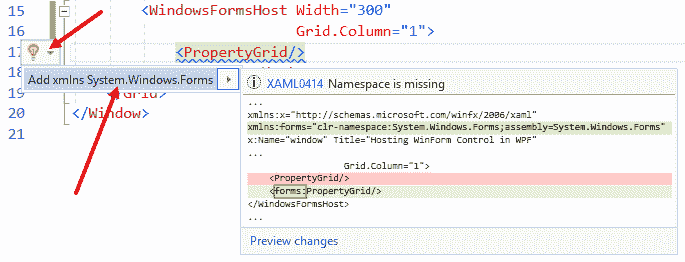 15 <WindowsFormsHost Width="300"
16 Grid.Column="1">
17 <PropertyGrid/>
18
Add xmlns System.Windows.Forms
XAML0414 Namespace is missing
19 Grid>
20 </Window>
21
...
xmlns:x="http://schemas.microsoft.com/winfx/2006/xaml"
xmlns:forms="clr-namespace:System.Windows.Forms;assembly=System.Windows.Forms"
x:Name="window" Title="Hosting WinForm Control in WPF"
...
Grid.Column="1">
<PropertyGrid/>
<forms:PropertyGrid/>
</WindowsFormsHost>
...
Preview changes